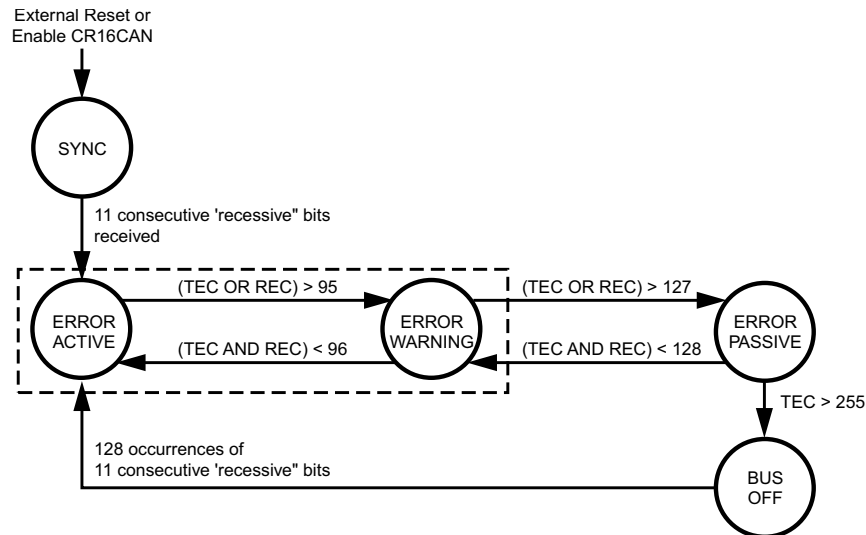 External Reset or
Enable CR16CAN
SYNC
11 consecutive 'recessive" bits
received
(TEC OR REC) > 95
(TEC OR REC) > 127
ERROR
ACTIVE
ERROR
WARNING
ERROR
PASSIVE
(TEC AND REC) < 96
(TEC AND REC) < 128
TEC > 255
128 occurrences of
11 consecutive 'recessive" bits
BUS
OFF